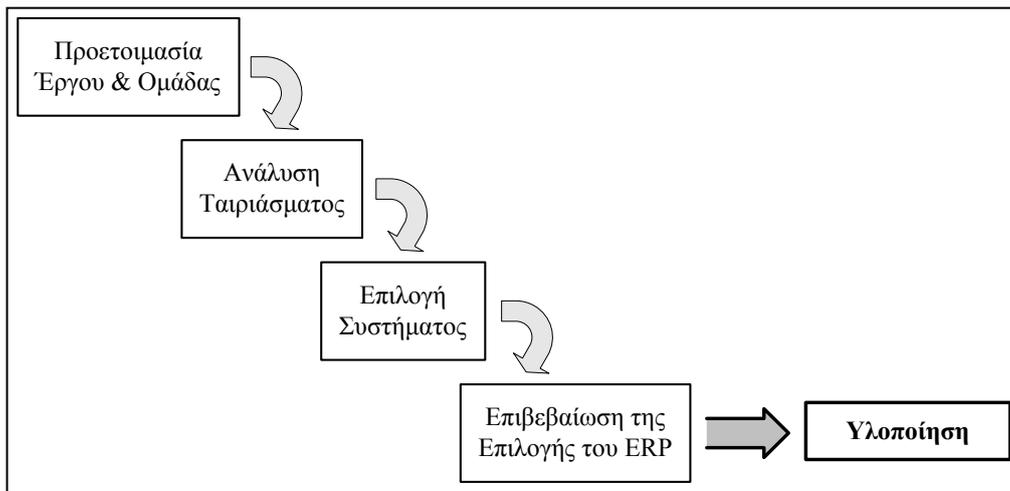 Προετοιμασία
Έργου & Ομάδας
Ανάλυση
Ταιριάσματος
Επιλογή
Συστήματος
Επιβεβαίωση της
Επιλογής του ERP
Υλοποίηση